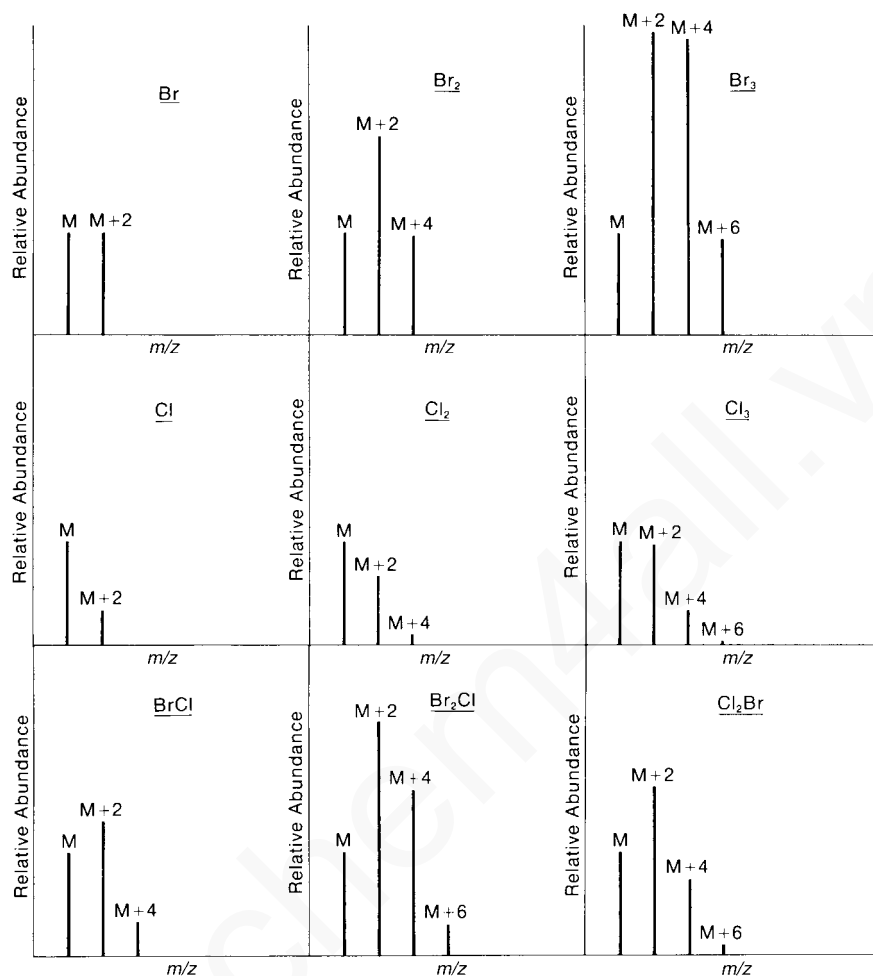 Br
Relative Abundance
M
M+2
m/z
Br₂
Relative Abundance
M
M+2
M+4
m/z
Br₃
Relative Abundance
M
M+2
M+4
M+6
m/z
Cl
Relative Abundance
M
M+2
m/z
Cl₂
Relative Abundance
M
M+2
M+4
m/z
Cl₃
Relative Abundance
M
M+2
M+4
M+6
m/z
BrCl
Relative Abundance
M
M+2
M+4
m/z
Br₂Cl
Relative Abundance
M
M+2
M+4
M+6
m/z
Cl₂Br
Relative Abundance
M
M+2
M+4
M+6
m/z